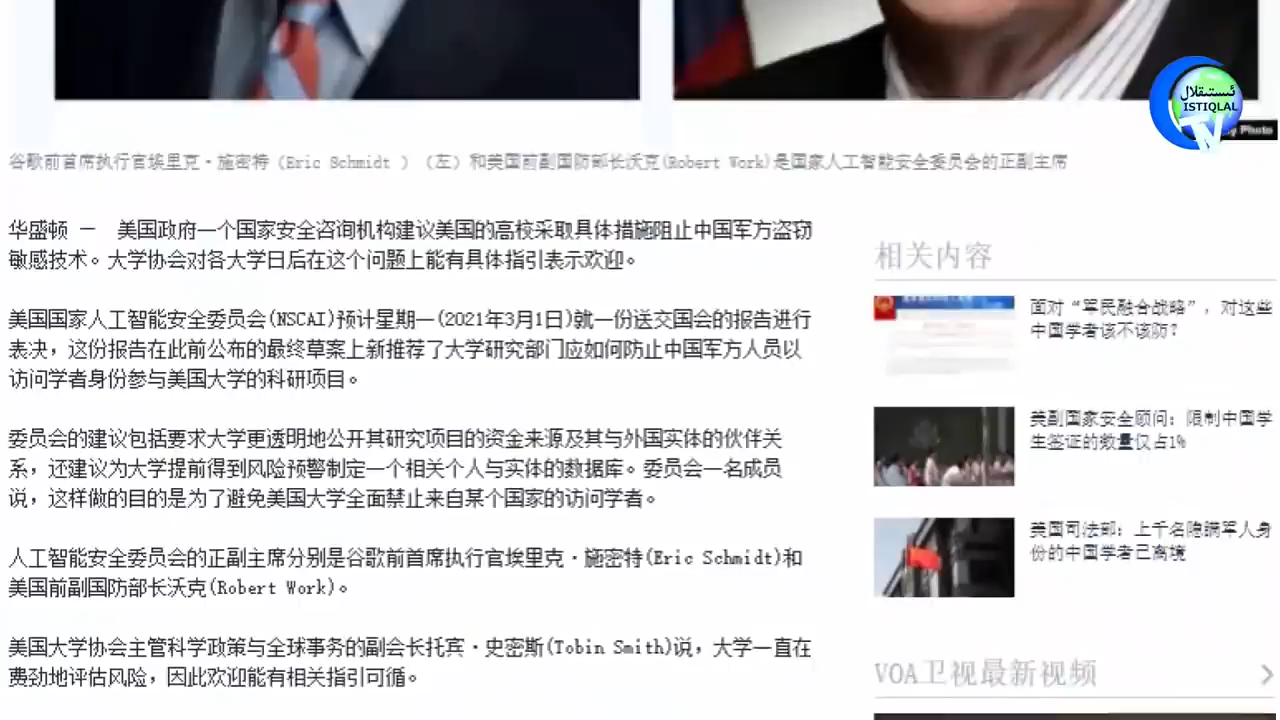 ئىستىقلال
ISTIQLAL
TV
Photo
谷歌前首席执行官埃里克·施密特（Eric Schmidt ）（左）和美国前副国防部长沃克(Robert Work)是国家人工智能安全委员会的正副主席
华盛顿 — 美国政府一个国家安全咨询机构建议美国的高校采取具体措施阻止中国军方盗窃
敏感技术。大学协会对各大学日后在这个问题上能有具体指引表示欢迎。
美国国家人工智能安全委员会(NSCAI)预计星期一(2021年3月1日)就一份送交国会的报告进行
表决，这份报告在此前公布的最终草案上新推荐了大学研究部门应如何防止中国军方人员以
访问学者身份参与美国大学的科研项目。
委员会的建议包括要求大学更透明地公开其研究项目的资金来源及其与外国实体的伙伴关
系，还建议为大学提前得到风险预警制定一个相关个人与实体的数据库。委员会一名成员
说，这样做的目的是为了避免美国大学全面禁止来自某个国家的访问学者。
人工智能安全委员会的正副主席分别是谷歌前首席执行官埃里克·施密特(Eric Schmidt)和
美国前副国防部长沃克(Robert Work)。
美国大学协会主管科学政策与全球事务的副会长托宾·史密斯(Tobin Smith)说，大学一直在
费劲地评估风险，因此欢迎能有相关指引可循。
相关内容
面对“军民融合战略”，对这些
中国学者该不该防？
美副国家安全顾问：限制中国学
生签证的数量仅占1%
美国司法部：上千名隐瞒军人身
份的中国学者已离境
VOA卫视最新视频